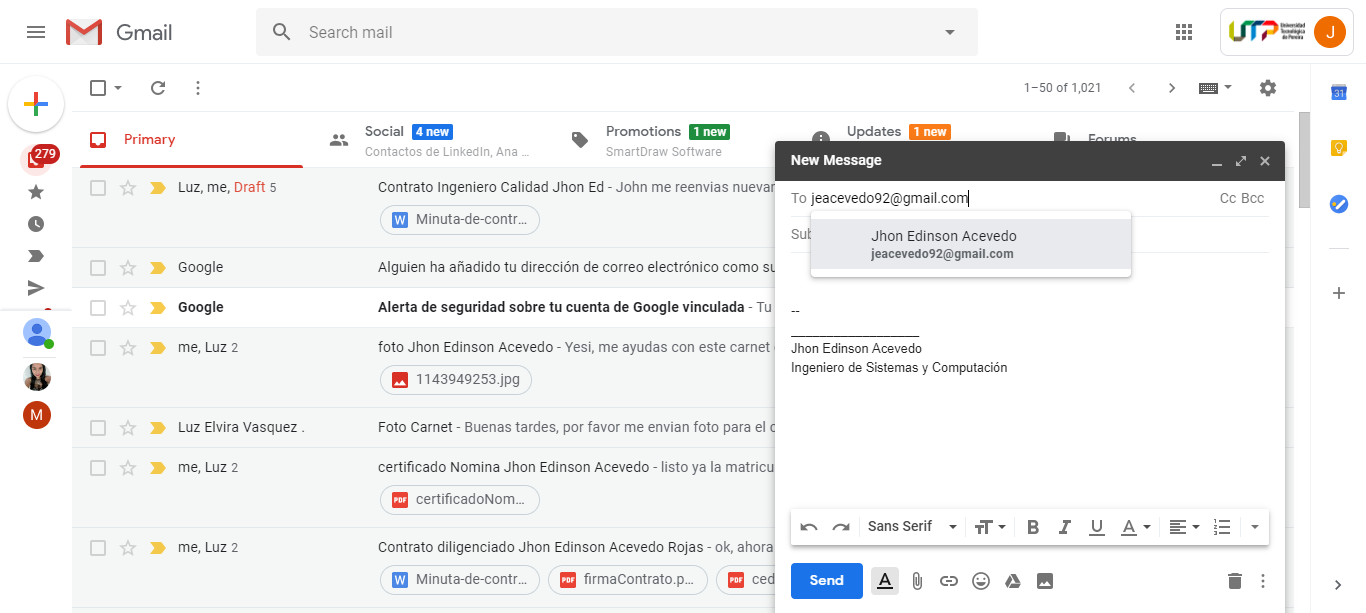 Gmail
Search mail
UTP Universidad Tecnológica de Pereira
J
1–50 of 1,021
31
Primary
Social 4 new
Contactos de LinkedIn, Ana ...
Promotions 1 new
SmartDraw Software
Updates 1 new
Forums
279
Luz, me, Draft 5
Contrato Ingeniero Calidad Jhon Ed - John me reenvias nuevar
W Minuta-de-contr...
Google
Alguien ha añadido tu dirección de correo electrónico como su
Google
Alerta de seguridad sobre tu cuenta de Google vinculada - Tu
me, Luz 2
foto Jhon Edinson Acevedo - Yesi, me ayudas con este carnet
1143949253.jpg
Luz Elvira Vasquez .
Foto Carnet - Buenas tardes, por favor me envian foto para el c
me, Luz 2
certificado Nomina Jhon Edinson Acevedo - listo ya la matricu
PDF certificadoNom...
me, Luz 2
Contrato diligenciado Jhon Edinson Acevedo Rojas - ok, ahora
W Minuta-de-contr...
PDF firmaContrato.p...
PDF ced
M
New Message
To jeacevedo92@gmail.com
Cc Bcc
Sub
Jhon Edinson Acevedo
jeacevedo92@gmail.com
--
____________________
Jhon Edinson Acevedo
Ingeniero de Sistemas y Computación
Sans Serif
B I U A
Send
A